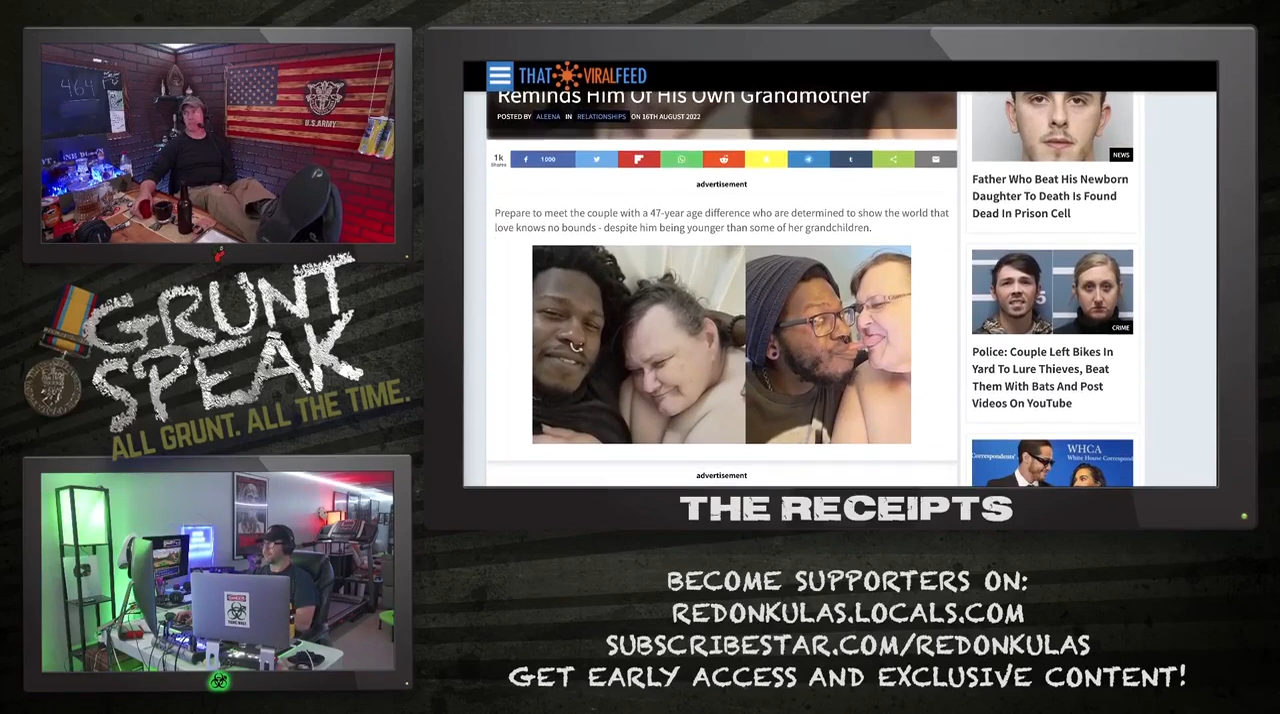 464
U.S. ARMY
GRUNT
SPEAK
ALL GRUNT. ALL THE TIME.
THAT VIRALFEED
Reminds Him Of His Own Grandmother
POSTED BY ALEENA IN RELATIONSHIPS ON 16TH AUGUST 2022
1k
Shares
1000
advertisement
Prepare to meet the couple with a 47-year age difference who are determined to show the world that
love knows no bounds - despite him being younger than some of her grandchildren.
advertisement
NEWS
Father Who Beat His Newborn
Daughter To Death Is Found
Dead In Prison Cell
CRIME
Police: Couple Left Bikes In
Yard To Lure Thieves, Beat
Them With Bats And Post
Videos On YouTube
WHCA
THE RECEIPTS
BECOME SUPPORTERS ON:
REDONKULAS.LOCALS.COM
SUBSCRIBESTAR.COM/REDONKULAS
GET EARLY ACCESS AND EXCLUSIVE CONTENT!